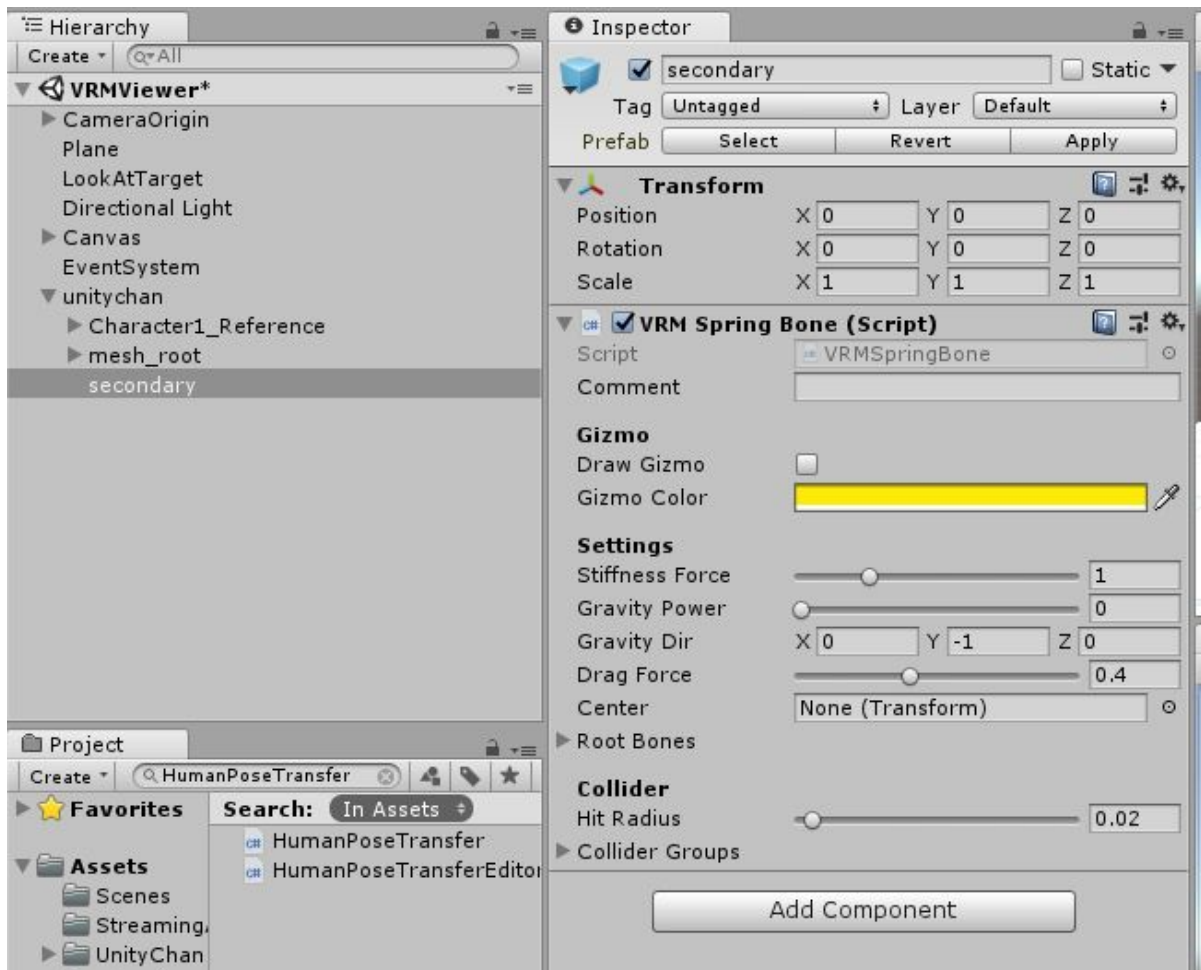 Hierarchy
Create All
VRMViewer*
CameraOrigin
Plane
LookAtTarget
Directional Light
Canvas
EventSystem
unitychan
Character1_Reference
mesh_root
secondary
Project
Create HumanPoseTransfer
Favorites
Assets
Scenes
StreamingA
UnityChan
Search: In Assets
HumanPoseTransfer
HumanPoseTransferEditor
Inspector
secondary Static
Tag Untagged Layer Default
Prefab Select Revert Apply
Transform
Position X 0 Y 0 Z 0
Rotation X 0 Y 0 Z 0
Scale X 1 Y 1 Z 1
C# VRM Spring Bone (Script)
Script VRMSpringBone
Comment
Gizmo
Draw Gizmo
Gizmo Color
Settings
Stiffness Force 1
Gravity Power 0
Gravity Dir X 0 Y -1 Z 0
Drag Force 0.4
Center None (Transform)
Root Bones
Collider
Hit Radius 0.02
Collider Groups
Add Component